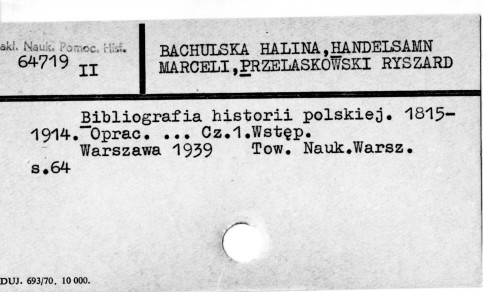 akł. Nauk. Pomoc. Hist.
64719 II
BACHULSKA HALINA,HANDELSAMN
MARCELI,PRZELASKOWSKI RYSZARD
Bibliografia historii polskiej. 1815-
1914. Oprac. ... Cz.1.Wstęp.
Warszawa 1939 Tow. Nauk.Warsz.
s.64
DUJ. 693/70. 10 000.